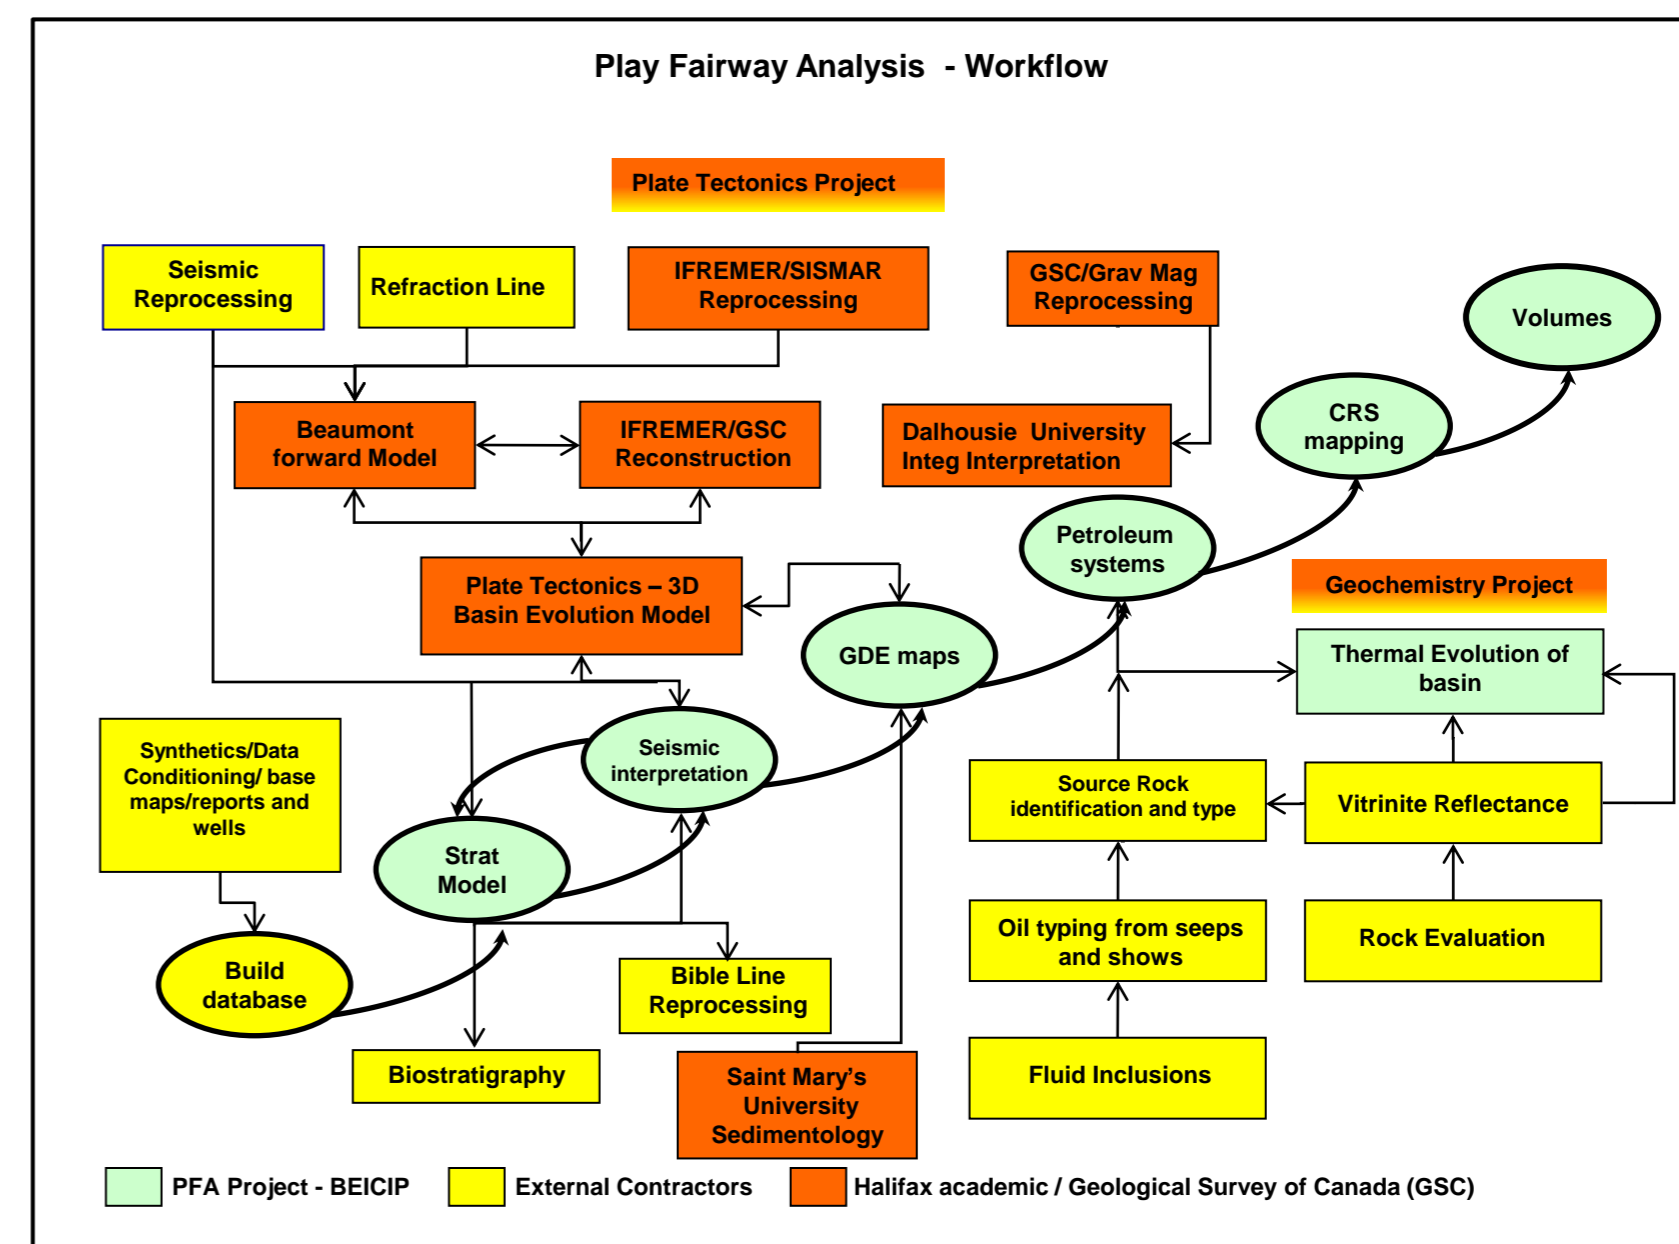 Play Fairway Analysis - Workflow
Plate Tectonics Project
Seismic
Reprocessing
Refraction Line
IFREMER/SISMAR
Reprocessing
GSC/Grav Mag
Reprocessing
Volumes
Beaumont
forward Model
IFREMER/GSC
Reconstruction
Dalhousie University
Integ Interpretation
CRS
mapping
Petroleum
systems
Plate Tectonics – 3D
Basin Evolution Model
Geochemistry Project
GDE maps
Thermal Evolution of
basin
Synthetics/Data
Conditioning/ base
maps/reports and
wells
Seismic
interpretation
Source Rock
identification and type
Vitrinite Reflectance
Strat
Model
Oil typing from seeps
and shows
Rock Evaluation
Build
database
Bible Line
Reprocessing
Biostratigraphy
Saint Mary’s
University
Sedimentology
Fluid Inclusions
PFA Project - BEICIP
External Contractors
Halifax academic / Geological Survey of Canada (GSC)